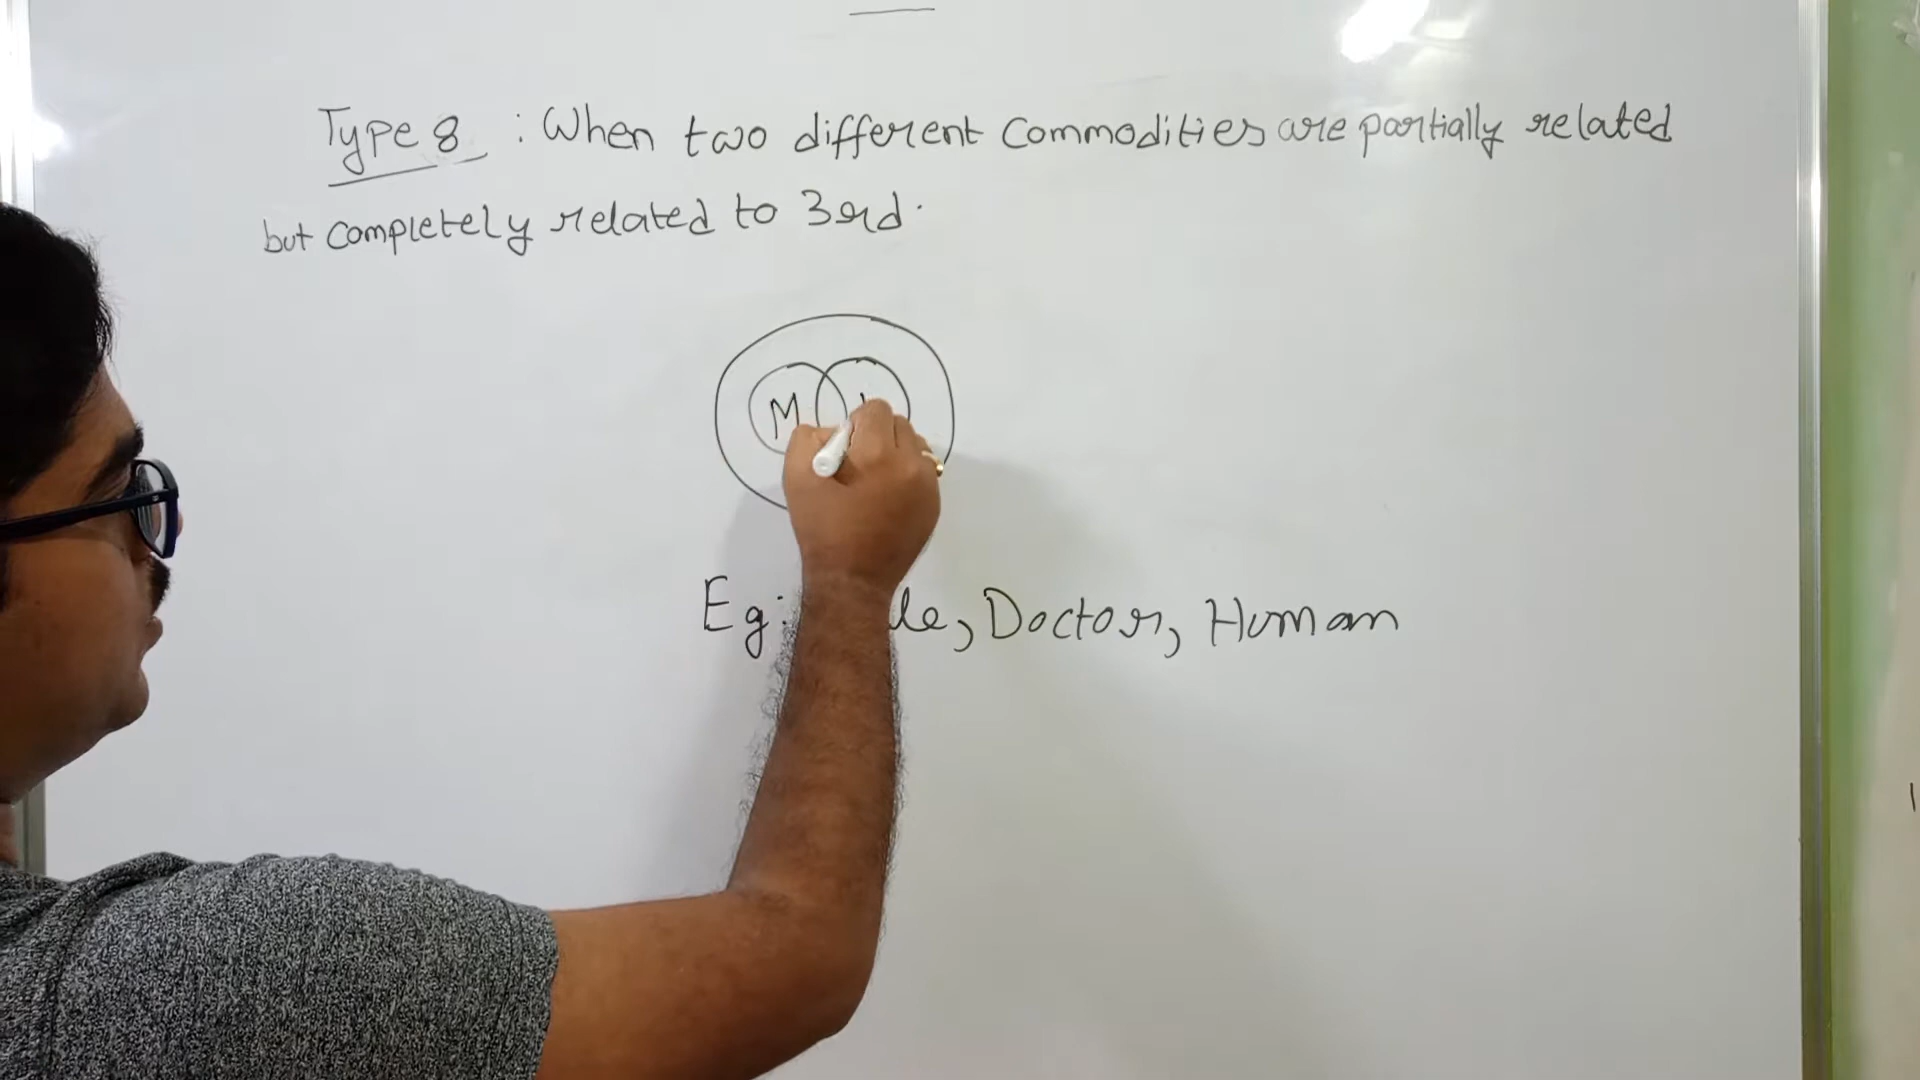 Type 8 : When two different commodities are partially related
but completely related to 3rd.
M
Eg: le, Doctor, Human